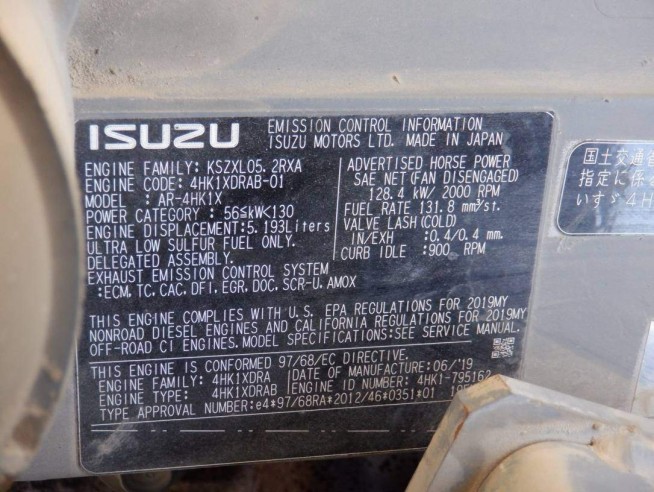 ISUZU
EMISSION CONTROL INFORMATION
ISUZU MOTORS LTD. MADE IN JAPAN
ENGINE FAMILY: KSZXL05.2RXA
ENGINE CODE: 4HK1XDRAB-01
MODEL : AR-4HK1X
POWER CATEGORY : 56≦kW<130
ENGINE DISPLACEMENT:5.193Liters
ULTRA LOW SULFUR FUEL ONLY.
DELEGATED ASSEMBLY.
EXHAUST EMISSION CONTROL SYSTEM
:ECM,TC,CAC,DFI,EGR,DOC,SCR-U,AMOX
ADVERTISED HORSE POWER
SAE NET(FAN DISENGAGED)
128.4 kW/ 2000 RPM
FUEL RATE 131.8 mm³/st.
VALVE LASH(COLD)
IN/EXH :0.4/0.4 mm.
CURB IDLE :900 RPM
THIS ENGINE COMPLIES WITH U.S. EPA REGULATIONS FOR 2019MY
NONROAD DIESEL ENGINES AND CALIFORNIA REGULATIONS FOR 2019MY
OFF-ROAD CI ENGINES. MODEL SPECIFICATIONS:SEE SERVICE MANUAL.
THIS ENGINE IS CONFORMED 97/68/EC DIRECTIVE.
ENGINE FAMILY: 4HK1XDRA
DATE OF MANUFACTURE:06/'19
ENGINE TYPE: 4HK1XDRAB
ENGINE ID NUMBER: 4HK1-795162
TYPE APPROVAL NUMBER:e4*97/68RA*2012/46*0351*01
国土交通省
指定に係る
いすゞ4H